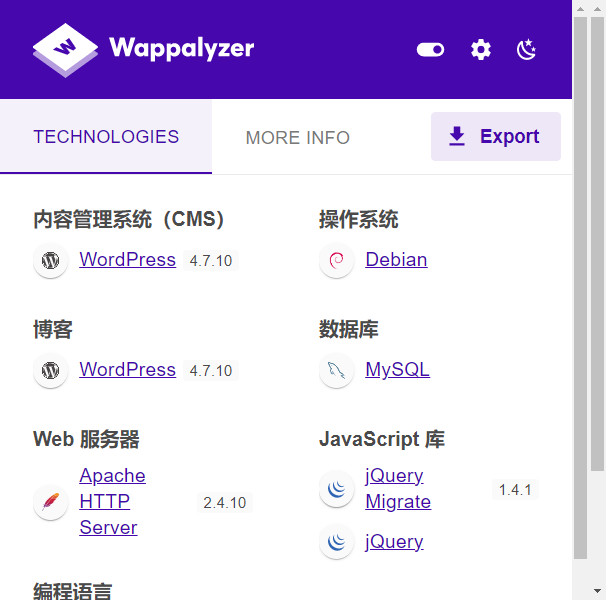 Wappalyzer
TECHNOLOGIES
MORE INFO
Export
内容管理系统（CMS）
WordPress 4.7.10
操作系统
Debian
博客
WordPress 4.7.10
数据库
MySQL
Web 服务器
Apache
HTTP
Server
2.4.10
JavaScript 库
jQuery
Migrate
1.4.1
jQuery
编程语言